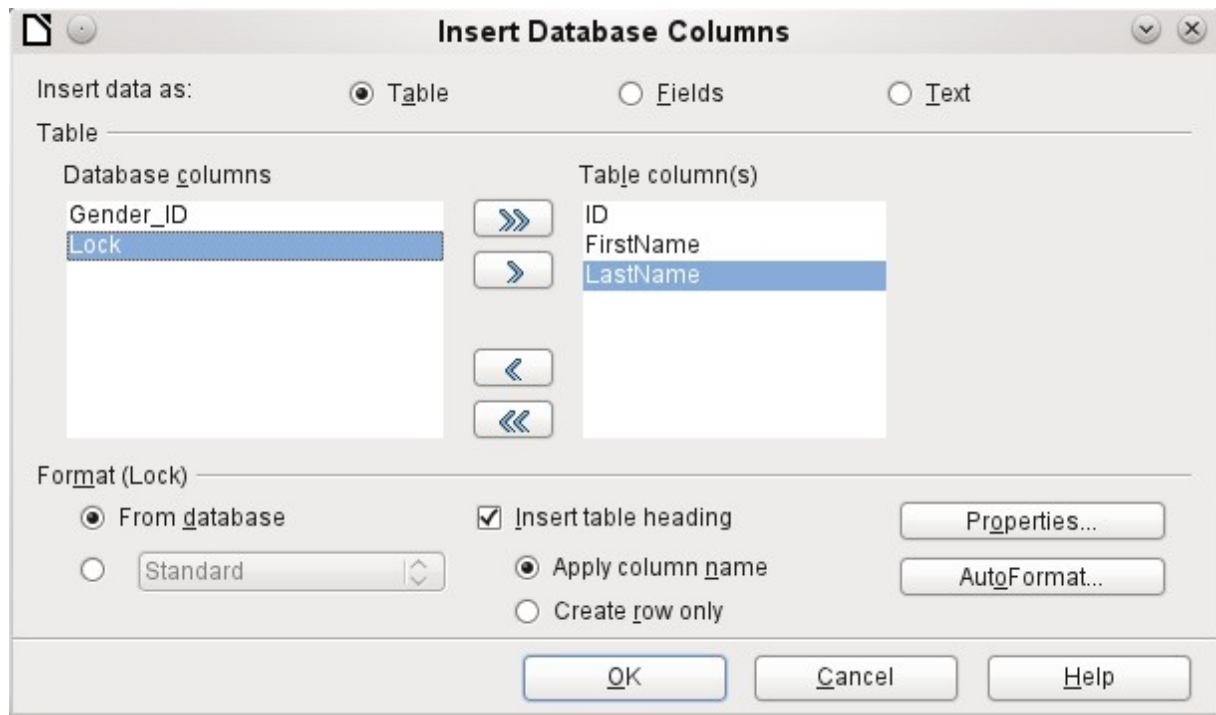 Insert Database Columns
Insert data as: Table Fields Text
Table
Database columns Table column(s)
Gender_ID ID
Lock FirstName
LastName
Format (Lock)
From database Insert table heading Properties...
Standard Apply column name AutoFormat...
Create row only
OK Cancel Help